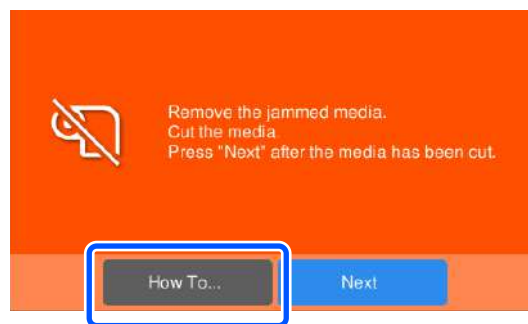 Remove the jammed media.
Cut the media.
Press "Next" after the media has been cut.
How To...
Next